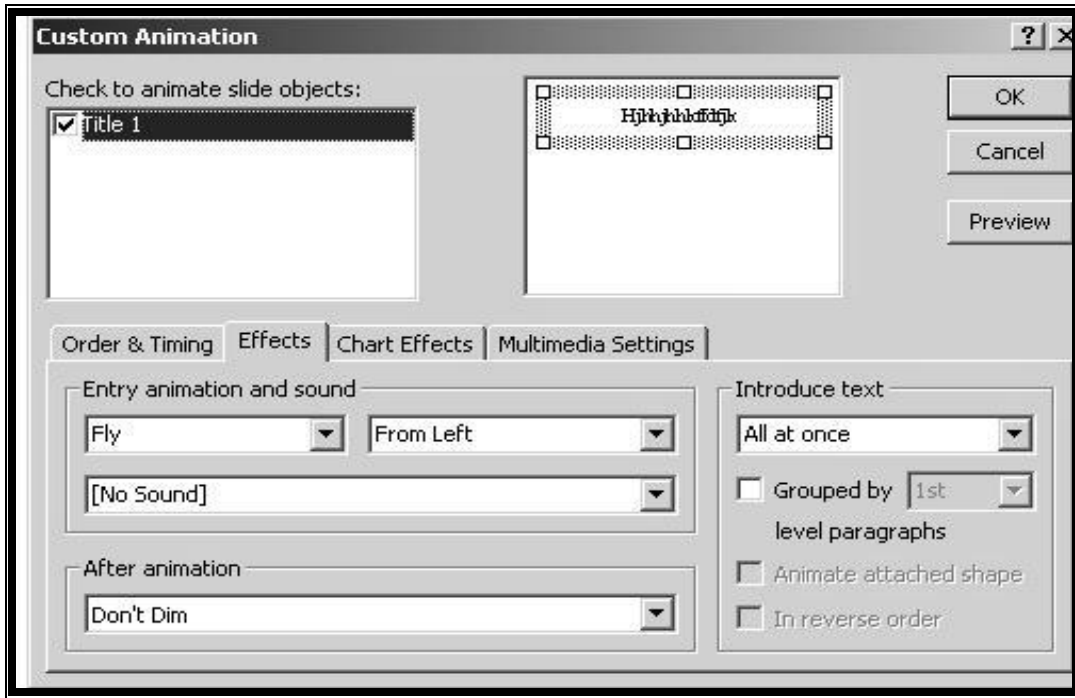 Custom Animation
Check to animate slide objects:
Title 1
OK
Cancel
Preview
Order & Timing
Effects
Chart Effects
Multimedia Settings
Entry animation and sound
Fly
From Left
[No Sound]
After animation
Don't Dim
Introduce text
All at once
Grouped by 1st
level paragraphs
Animate attached shape
In reverse order